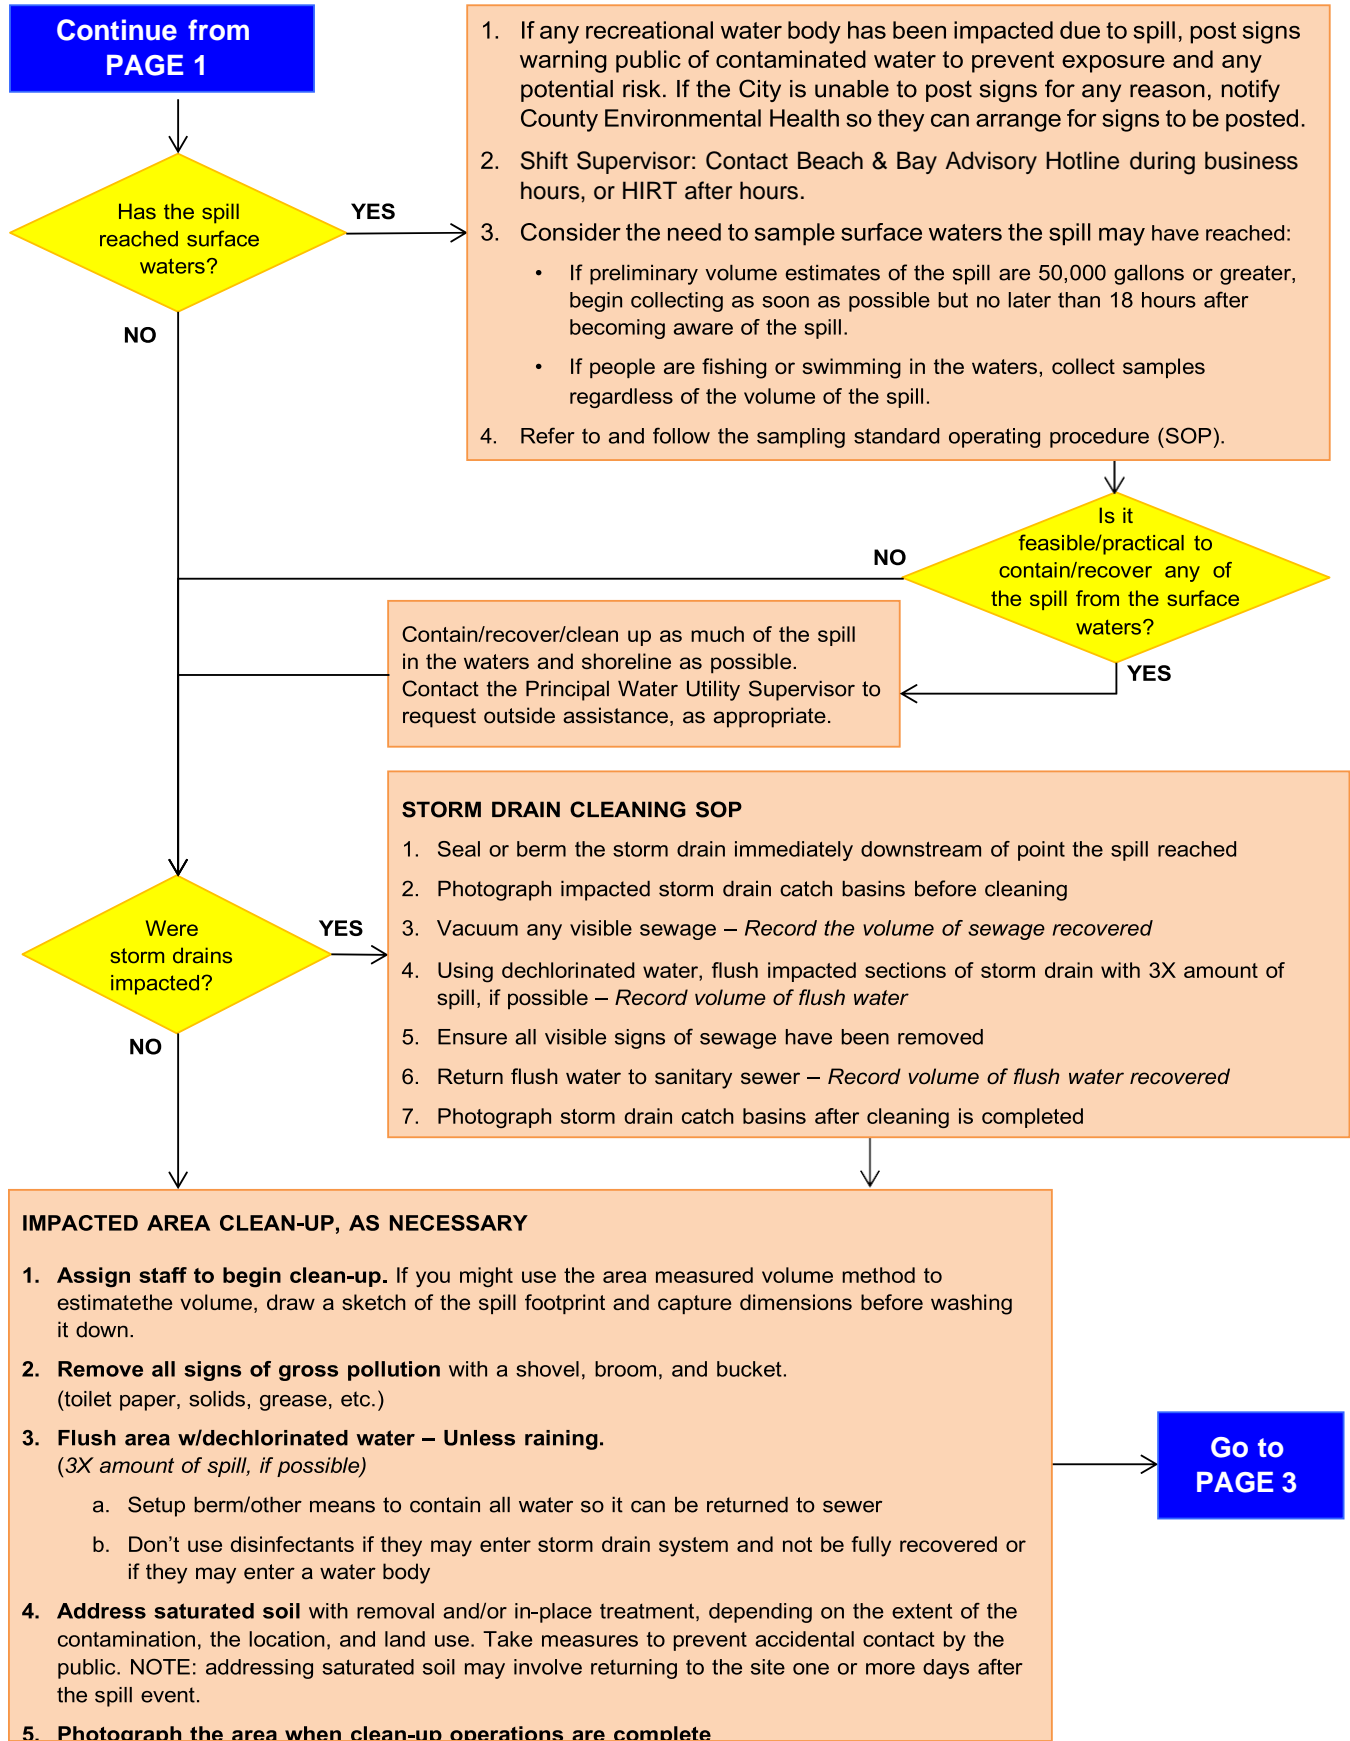 Continue from
PAGE 1
1. If any recreational water body has been impacted due to spill, post signs
warning public of contaminated water to prevent exposure and any
potential risk. If the City is unable to post signs for any reason, notify
County Environmental Health so they can arrange for signs to be posted.
2. Shift Supervisor: Contact Beach & Bay Advisory Hotline during business
hours, or HIRT after hours.
3. Consider the need to sample surface waters the spill may have reached:
• If preliminary volume estimates of the spill are 50,000 gallons or greater,
begin collecting as soon as possible but no later than 18 hours after
becoming aware of the spill.
• If people are fishing or swimming in the waters, collect samples
regardless of the volume of the spill.
4. Refer to and follow the sampling standard operating procedure (SOP).
Has the spill
reached surface
waters?
YES
NO
Is it
feasible/practical to
contain/recover any of
the spill from the surface
waters?
NO
YES
Contain/recover/clean up as much of the spill
in the waters and shoreline as possible.
Contact the Principal Water Utility Supervisor to
request outside assistance, as appropriate.
Were
storm drains
impacted?
YES
NO
STORM DRAIN CLEANING SOP
1. Seal or berm the storm drain immediately downstream of point the spill reached
2. Photograph impacted storm drain catch basins before cleaning
3. Vacuum any visible sewage – Record the volume of sewage recovered
4. Using dechlorinated water, flush impacted sections of storm drain with 3X amount of
spill, if possible – Record volume of flush water
5. Ensure all visible signs of sewage have been removed
6. Return flush water to sanitary sewer – Record volume of flush water recovered
7. Photograph storm drain catch basins after cleaning is completed
IMPACTED AREA CLEAN-UP, AS NECESSARY
1. Assign staff to begin clean-up. If you might use the area measured volume method to
estimatethe volume, draw a sketch of the spill footprint and capture dimensions before washing
it down.
2. Remove all signs of gross pollution with a shovel, broom, and bucket.
(toilet paper, solids, grease, etc.)
3. Flush area w/dechlorinated water – Unless raining.
(3X amount of spill, if possible)
a. Setup berm/other means to contain all water so it can be returned to sewer
b. Don't use disinfectants if they may enter storm drain system and not be fully recovered or
if they may enter a water body
4. Address saturated soil with removal and/or in-place treatment, depending on the extent of the
contamination, the location, and land use. Take measures to prevent accidental contact by the
public. NOTE: addressing saturated soil may involve returning to the site one or more days after
the spill event.
5. Photograph the area when clean-up operations are complete
Go to
PAGE 3